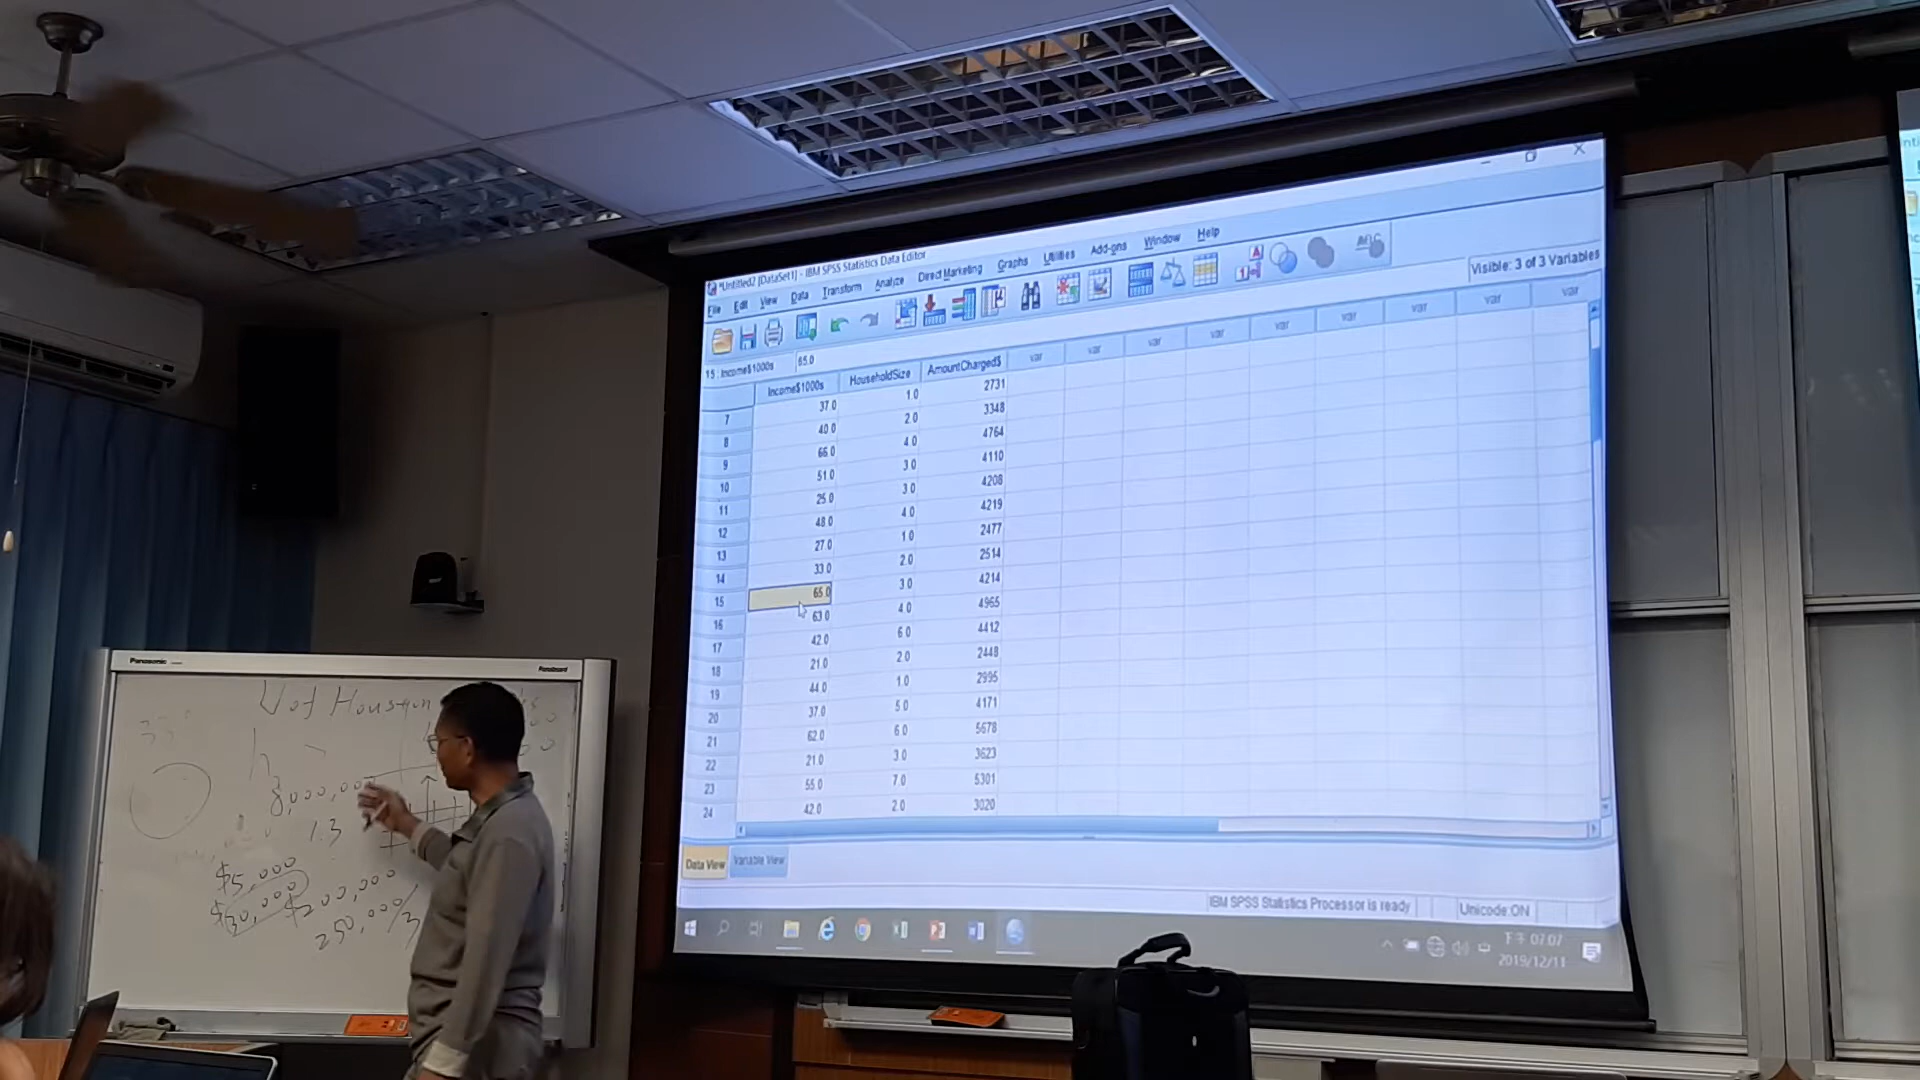 *Untitled2 [DataSet1] - IBM SPSS Statistics Data Editor
File Edit View Data Transform Analyze Direct Marketing Graphs Utilities Add-ons Window Help
15 : Income$1000s 65.0
Visible: 3 of 3 Variables
Income$1000s HouseholdSize AmountCharged$ var var var var var var var var var
37.0 1.0 2731
7 40.0 2.0 3348
8 66.0 4.0 4764
9 51.0 3.0 4110
10 25.0 3.0 4208
11 48.0 4.0 4219
12 27.0 1.0 2477
13 33.0 2.0 2514
14 65.0 3.0 4214
15 63.0 4.0 4965
16 42.0 6.0 4412
17 21.0 2.0 2448
18 44.0 1.0 2995
19 37.0 5.0 4171
20 62.0 6.0 5678
21 21.0 3.0 3623
22 55.0 7.0 5301
23 42.0 2.0 3020
24
Data View Variable View
IBM SPSS Statistics Processor is ready Unicode:ON
下午 07:07
2019/12/11
Panasonic
Panaboard
U of Houston
8,000,000
1.3
$5,000
$30,000 $200,000
250,000/3